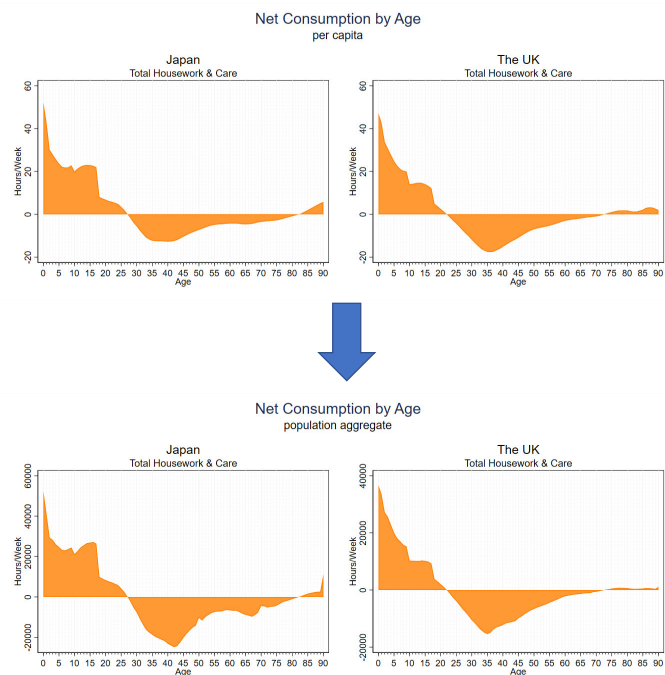 Net Consumption by Age
per capita
Japan
Total Housework & Care
Hours/Week
60
40
20
0
-20
0 5 10 15 20 25 30 35 40 45 50 55 60 65 70 75 80 85 90
Age
The UK
Total Housework & Care
Hours/Week
60
40
20
0
-20
0 5 10 15 20 25 30 35 40 45 50 55 60 65 70 75 80 85 90
Age
Net Consumption by Age
population aggregate
Japan
Total Housework & Care
Hours/Week
60000
40000
20000
0
-20000
0 5 10 15 20 25 30 35 40 45 50 55 60 65 70 75 80 85 90
Age
The UK
Total Housework & Care
Hours/Week
40000
20000
0
-20000
0 5 10 15 20 25 30 35 40 45 50 55 60 65 70 75 80 85 90
Age